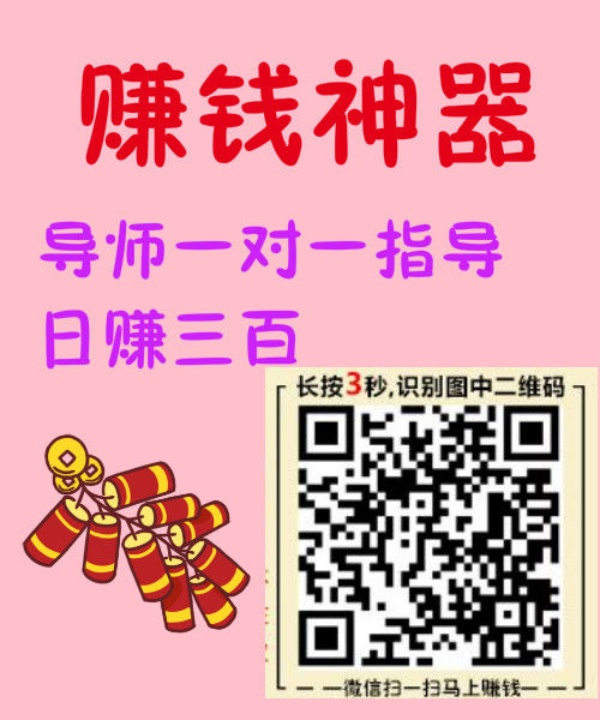 赚钱神器
导师一对一指导
日赚三百
长按3秒,识别图中二维码
微信扫一扫马上赚钱